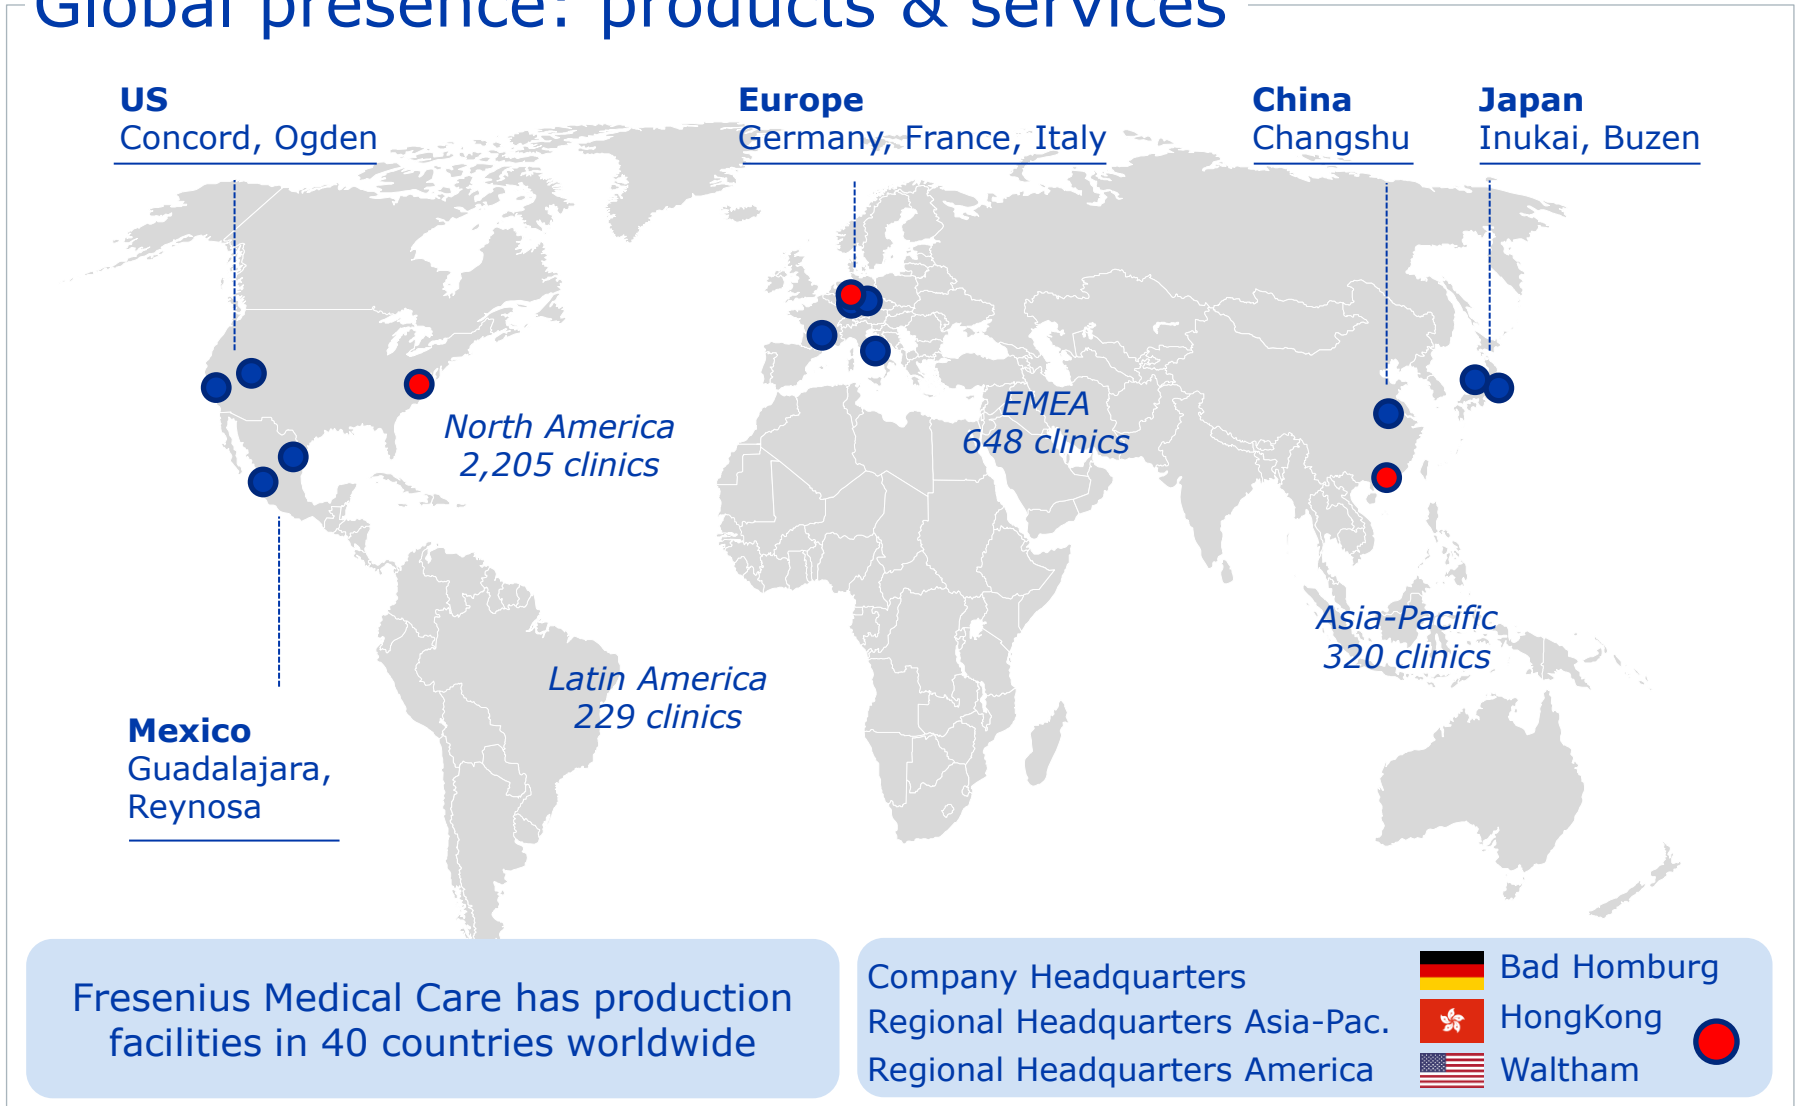 Global presence: products & services
US
Concord, Ogden
Europe
Germany, France, Italy
China
Changshu
Japan
Inukai, Buzen
North America
2,205 clinics
EMEA
648 clinics
Asia-Pacific
320 clinics
Latin America
229 clinics
Mexico
Guadalajara,
Reynosa
Fresenius Medical Care has production
facilities in 40 countries worldwide
Company Headquarters Bad Homburg
Regional Headquarters Asia-Pac. HongKong
Regional Headquarters America Waltham